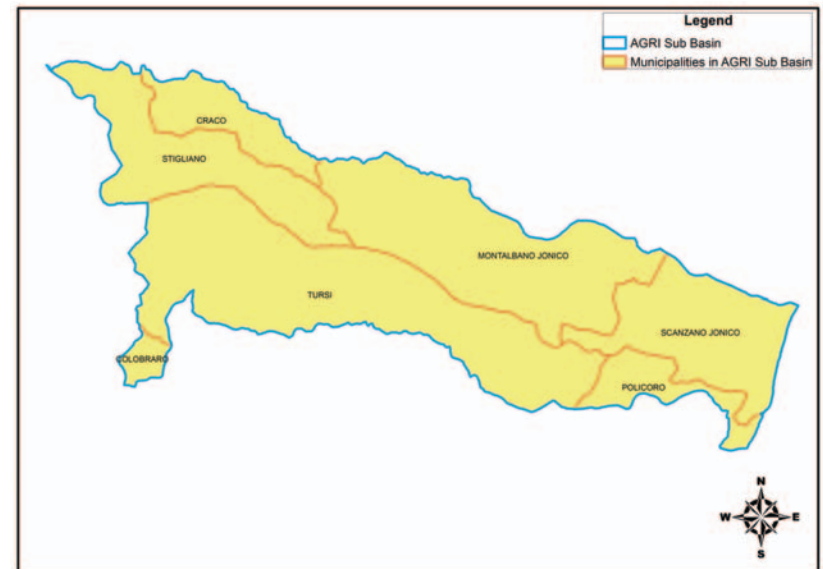 Legend
AGRI Sub Basin
Municipalities in AGRI Sub Basin
CRACO
STIGLIANO
MONTALBANO JONICO
TURSI
SCANZANO JONICO
COLOBRARO
POLICORO
N
W E
S